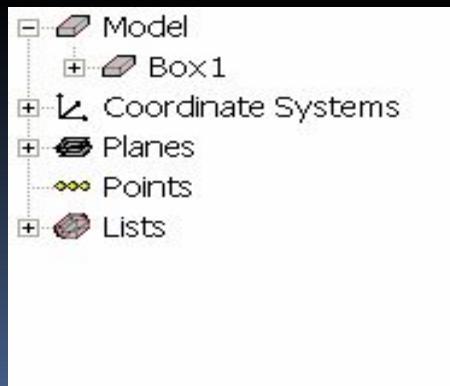 Model
Box1
Coordinate Systems
Planes
Points
Lists